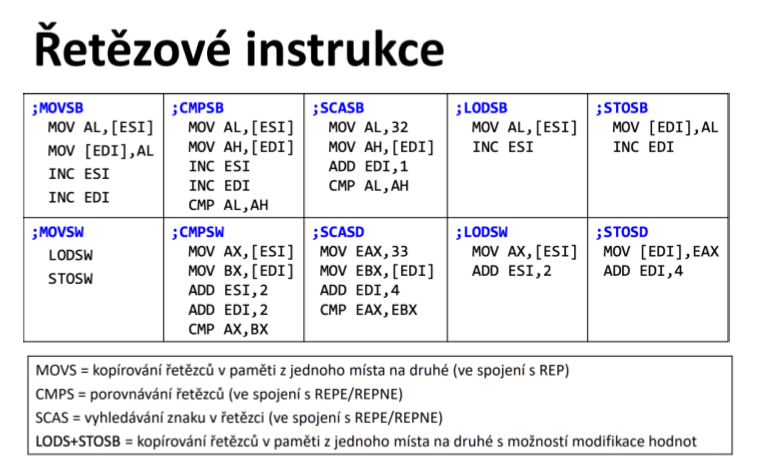 Řetězové instrukce
;MOVSB
MOV AL,[ESI]
MOV [EDI],AL
INC ESI
INC EDI
;CMPSB
MOV AL,[ESI]
MOV AH,[EDI]
INC ESI
INC EDI
CMP AL,AH
;SCASB
MOV AL,32
MOV AH,[EDI]
ADD EDI,1
CMP AL,AH
;LODSB
MOV AL,[ESI]
INC ESI
;STOSB
MOV [EDI],AL
INC EDI
;MOVSW
LODSW
STOSW
;CMPSW
MOV AX,[ESI]
MOV BX,[EDI]
ADD ESI,2
ADD EDI,2
CMP AX,BX
;SCASD
MOV EAX,33
MOV EBX,[EDI]
ADD EDI,4
CMP EAX,EBX
;LODSW
MOV AX,[ESI]
ADD ESI,2
;STOSD
MOV [EDI],EAX
ADD EDI,4
MOVS = kopírování řetězců v paměti z jednoho místa na druhé (ve spojení s REP)
CMPS = porovnávání řetězců (ve spojení s REPE/REPNE)
SCAS = vyhledávání znaku v řetězci (ve spojení s REPE/REPNE)
LODS+STOSB = kopírování řetězců v paměti z jednoho místa na druhé s možností modifikace hodnot